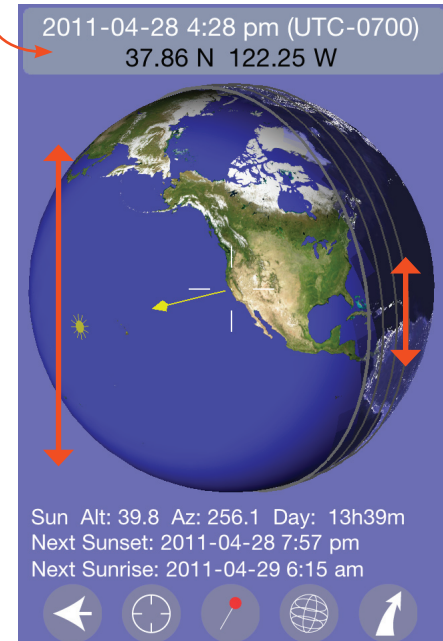 2011-04-28 4:28 pm (UTC-0700)
37.86 N 122.25 W
Sun Alt: 39.8 Az: 256.1 Day: 13h39m
Next Sunset: 2011-04-28 7:57 pm
Next Sunrise: 2011-04-29 6:15 am